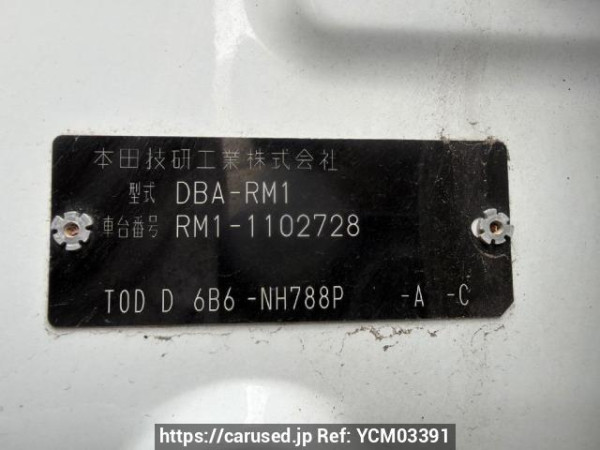 本田技研工業株式会社
型式 DBA-RM1
車台番号 RM1-1102728
T0D D 6B6-NH788P -A -C
https://carused.jp Ref: YCM03391